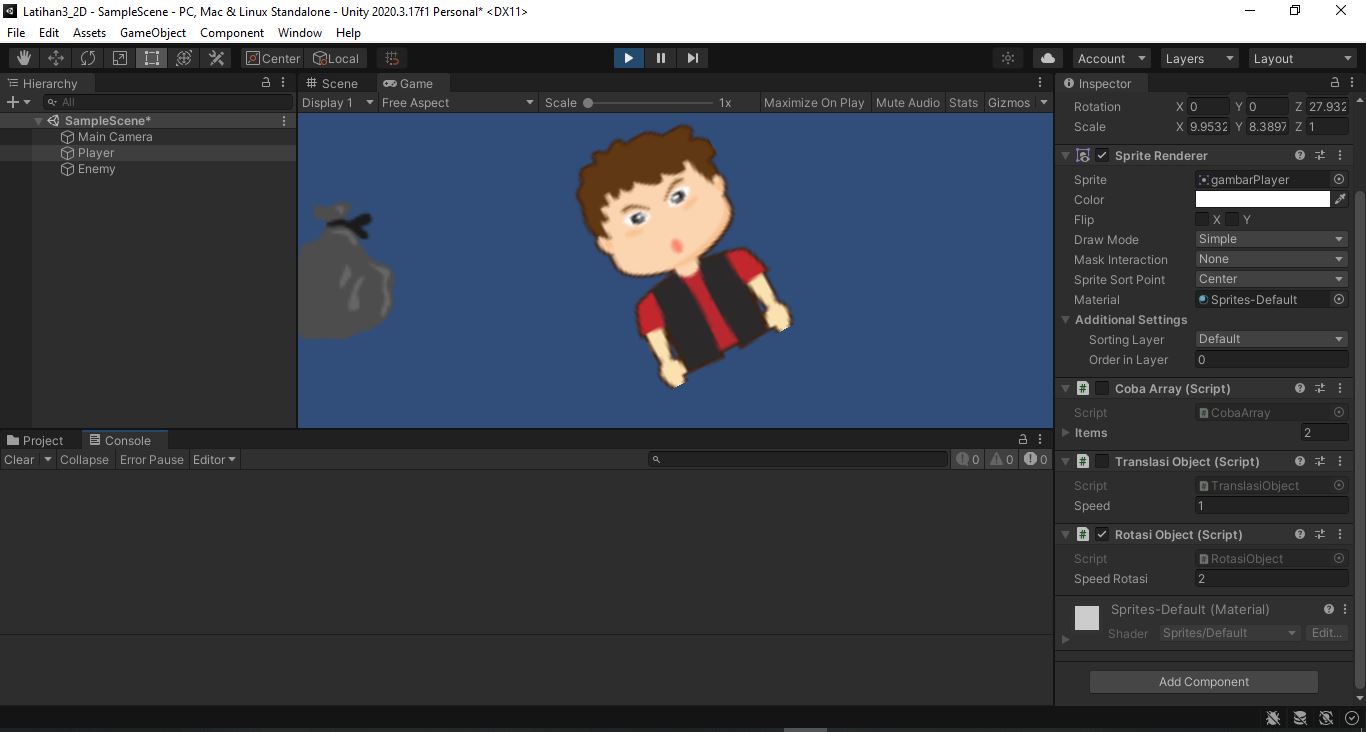 Latihan3_2D - SampleScene - PC, Mac & Linux Standalone - Unity 2020.3.17f1 Personal* <DX11>
File Edit Assets GameObject Component Window Help
Center Local Account Layers Layout
Hierarchy
All
SampleScene*
Main Camera
Player
Enemy
Scene Game
Display 1 Free Aspect Scale 1x Maximize On Play Mute Audio Stats Gizmos
Project Console
Clear Collapse Error Pause Editor 0 0 0
Inspector
Rotation X 0 Y 0 Z 27.932
Scale X 9.9532 Y 8.3897 Z 1
Sprite Renderer
Sprite gambarPlayer
Color
Flip X Y
Draw Mode Simple
Mask Interaction None
Sprite Sort Point Center
Material Sprites-Default
Additional Settings
Sorting Layer Default
Order in Layer 0
# Coba Array (Script)
Script # CobaArray
Items 2
# Translasi Object (Script)
Script # TranslasiObject
Speed 1
# Rotasi Object (Script)
Script # RotasiObject
Speed Rotasi 2
Sprites-Default (Material)
Shader Sprites/Default Edit...
Add Component